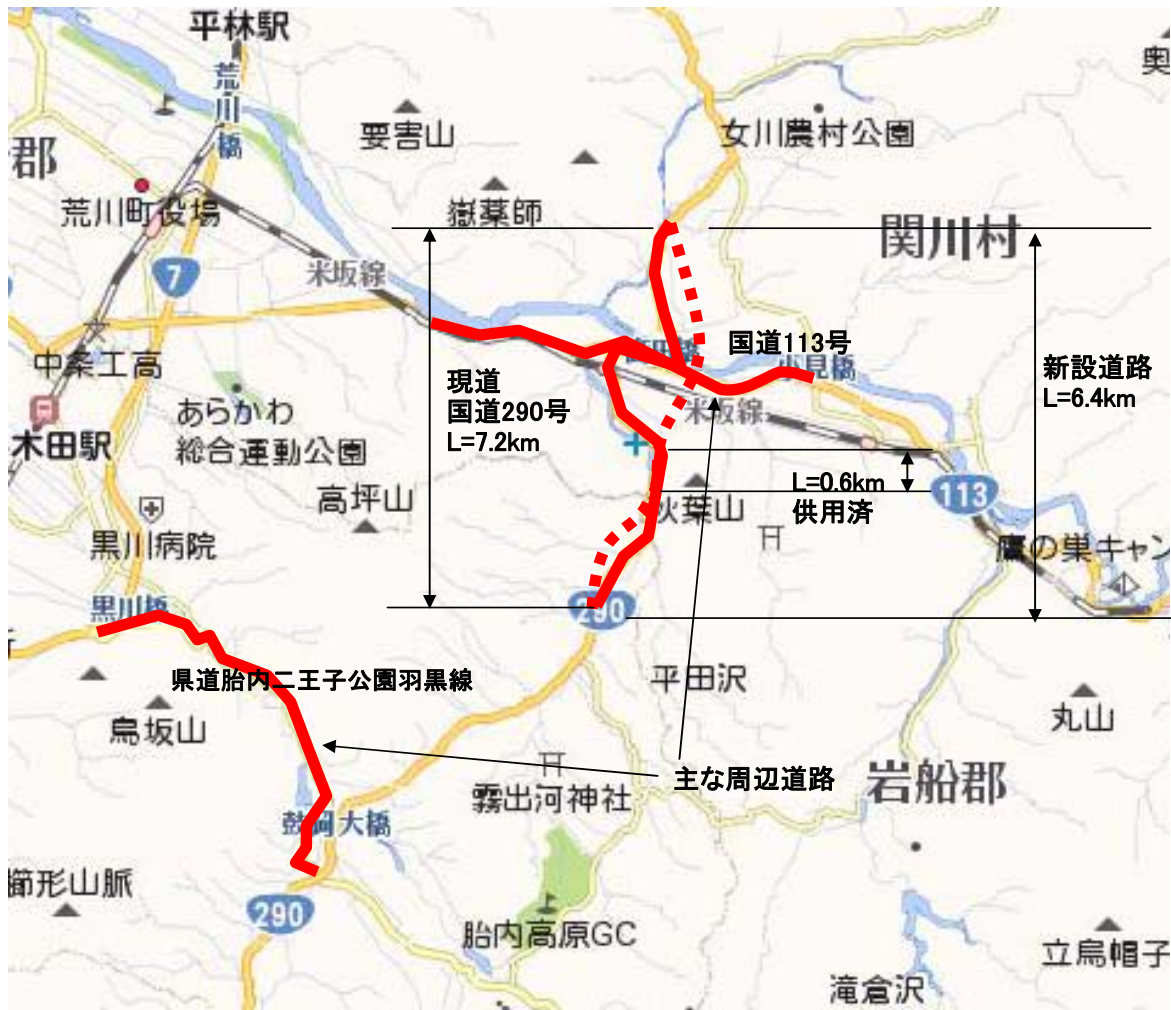 平林駅
荒川橋
要害山
奥
女川農村公園
郡
荒川町役場
嶽薬師
関川村
7
米坂線
国道113号
小見橋
新設道路
L=6.4km
中条工高
現道
国道290号
L=7.2km
米坂線
あらかわ
総合運動公園
木田駅
高坪山
L=0.6km
供用済
113
秋葉山
黒川病院
鷹の巣キャン
黒川橋
290
平田沢
県道胎内二王子公園羽黒線
鳥坂山
丸山
主な周辺道路
霧出河神社
岩船郡
鼓岡大橋
櫛形山脈
290
胎内高原GC
立烏帽子
滝倉沢